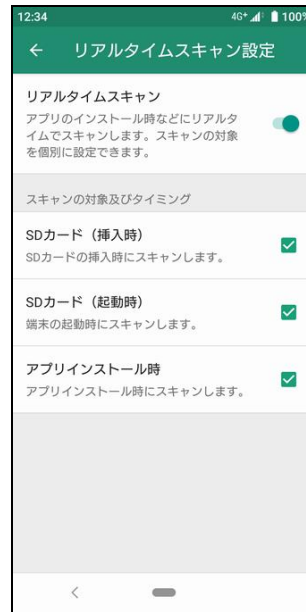 12:34 4G+ 100%
リアルタイムスキャン設定
リアルタイムスキャン
アプリのインストール時などにリアルタ
イムでスキャンします。スキャンの対象
を個別に設定できます。
スキャンの対象及びタイミング
SDカード（挿入時）
SDカードの挿入時にスキャンします。
SDカード（起動時）
端末の起動時にスキャンします。
アプリインストール時
アプリインストール時にスキャンします。